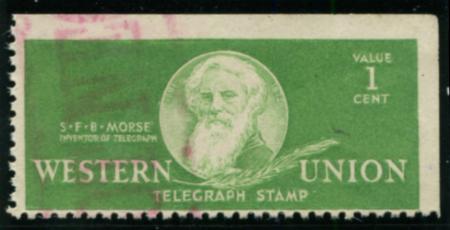 VALUE
1
CENT
S·F·B·MORSE
INVENTOR OF TELEGRAPH
WESTERN UNION
TELEGRAPH STAMP